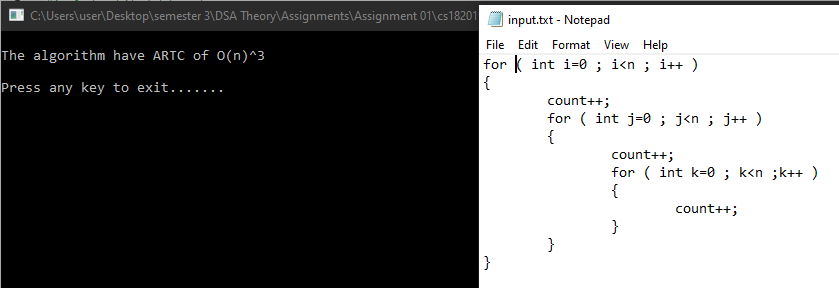 C:\Users\user\Desktop\semester 3\DSA Theory\Assignments\Assignment 01\cs18201
The algorithm have ARTC of O(n)^3
Press any key to exit.......
input.txt - Notepad
File Edit Format View Help
for ( int i=0 ; i<n ; i++ )
{
count++;
for ( int j=0 ; j<n ; j++ )
{
count++;
for ( int k=0 ; k<n ;k++ )
{
count++;
}
}
}